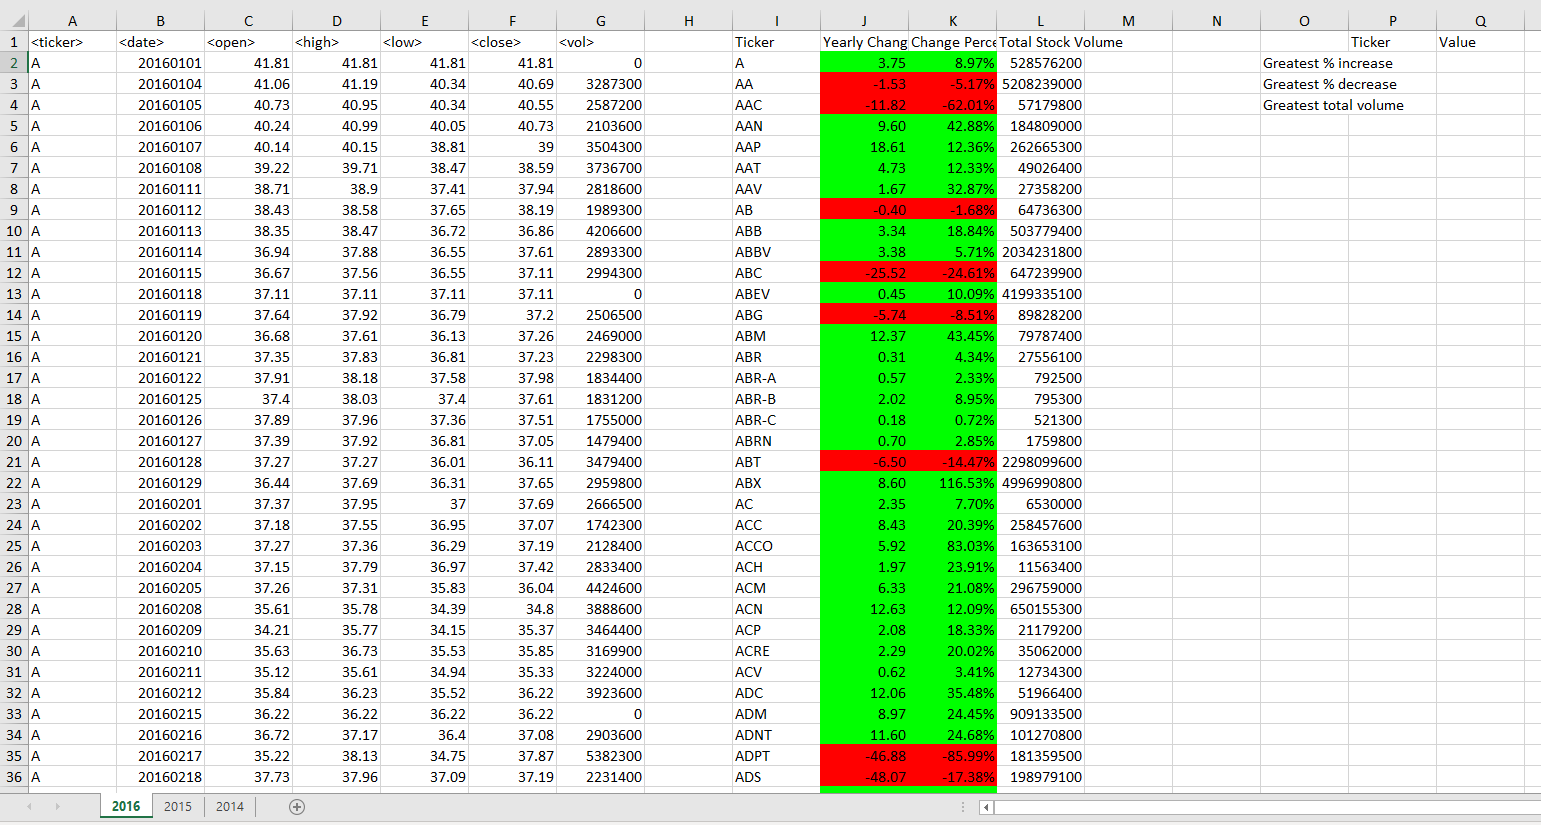 A B C D E F G H I J K L M N O P Q
1 <ticker> <date> <open> <high> <low> <close> <vol> Ticker Yearly Chang Change Perce Total Stock Volume Ticker Value
2 A 20160101 41.81 41.81 41.81 41.81 0 A 3.75 8.97% 528576200 Greatest % increase
3 A 20160104 41.06 41.19 40.34 40.69 3287300 AA -1.53 -5.17% 5208239000 Greatest % decrease
4 A 20160105 40.73 40.95 40.34 40.55 2587200 AAC -11.82 -62.01% 57179800 Greatest total volume
5 A 20160106 40.24 40.99 40.05 40.73 2103600 AAN 9.60 42.88% 184809000
6 A 20160107 40.14 40.15 38.81 39 3504300 AAP 18.61 12.36% 262665300
7 A 20160108 39.22 39.71 38.47 38.59 3736700 AAT 4.73 12.33% 49026400
8 A 20160111 38.71 38.9 37.41 37.94 2818600 AAV 1.67 32.87% 27358200
9 A 20160112 38.43 38.58 37.65 38.19 1989300 AB -0.40 -1.68% 64736300
10 A 20160113 38.35 38.47 36.72 36.86 4206600 ABB 3.34 18.84% 503779400
11 A 20160114 36.94 37.88 36.55 37.61 2893300 ABBV 3.38 5.71% 2034231800
12 A 20160115 36.67 37.56 36.55 37.11 2994300 ABC -25.52 -24.61% 647239900
13 A 20160118 37.11 37.11 37.11 37.11 0 ABEV 0.45 10.09% 4199335100
14 A 20160119 37.64 37.92 36.79 37.2 2506500 ABG -5.74 -8.51% 89828200
15 A 20160120 36.68 37.61 36.13 37.26 2469000 ABM 12.37 43.45% 79787400
16 A 20160121 37.35 37.83 36.81 37.23 2298300 ABR 0.31 4.34% 27556100
17 A 20160122 37.91 38.18 37.58 37.98 1834400 ABR-A 0.57 2.33% 792500
18 A 20160125 37.4 38.03 37.4 37.61 1831200 ABR-B 2.02 8.95% 795300
19 A 20160126 37.89 37.96 37.36 37.51 1755000 ABR-C 0.18 0.72% 521300
20 A 20160127 37.39 37.92 36.81 37.05 1479400 ABRN 0.70 2.85% 1759800
21 A 20160128 37.27 37.27 36.01 36.11 3479400 ABT -6.50 -14.47% 2298099600
22 A 20160129 36.44 37.69 36.31 37.65 2959800 ABX 8.60 116.53% 4996990800
23 A 20160201 37.37 37.95 37 37.69 2666500 AC 2.35 7.70% 6530000
24 A 20160202 37.18 37.55 36.95 37.07 1742300 ACC 8.43 20.39% 258457600
25 A 20160203 37.27 37.36 36.29 37.19 2128400 ACCO 5.92 83.03% 163653100
26 A 20160204 37.15 37.79 36.97 37.42 2833400 ACH 1.97 23.91% 11563400
27 A 20160205 37.26 37.31 35.83 36.04 4424600 ACM 6.33 21.08% 296759000
28 A 20160208 35.61 35.78 34.39 34.8 3888600 ACN 12.63 12.09% 650155300
29 A 20160209 34.21 35.77 34.15 35.37 3464400 ACP 2.08 18.33% 21179200
30 A 20160210 35.63 36.73 35.53 35.85 3169900 ACRE 2.29 20.02% 35062000
31 A 20160211 35.12 35.61 34.94 35.33 3224000 ACV 0.62 3.41% 12734300
32 A 20160212 35.84 36.23 35.52 36.22 3923600 ADC 12.06 35.48% 51966400
33 A 20160215 36.22 36.22 36.22 36.22 0 ADM 8.97 24.45% 909133500
34 A 20160216 36.72 37.17 36.4 37.08 2903600 ADNT 11.60 24.68% 101270800
35 A 20160217 35.22 38.13 34.75 37.87 5382300 ADPT -46.88 -85.99% 181359500
36 A 20160218 37.73 37.96 37.09 37.19 2231400 ADS -48.07 -17.38% 198979100
2016 2015 2014